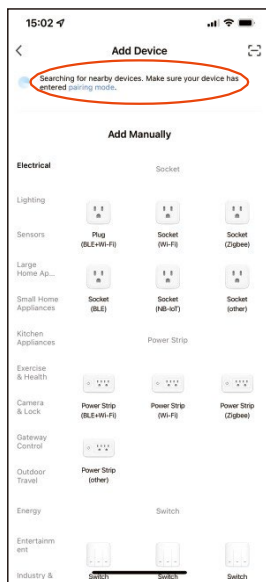 15:02
Add Device
Searching for nearby devices. Make sure your device has
entered pairing mode.
Add Manually
Electrical
Socket
Lighting
Sensors
Plug
(BLE+Wi-Fi)
Socket
(Wi-Fi)
Socket
(Zigbee)
Large
Home Ap...
Small Home
Appliances
Socket
(BLE)
Socket
(NB-IoT)
Socket
(other)
Kitchen
Appliances
Power Strip
Exercise
& Health
Camera
& Lock
Power Strip
(BLE+Wi-Fi)
Power Strip
(Wi-Fi)
Power Strip
(Zigbee)
Gateway
Control
Outdoor
Travel
Power Strip
(other)
Energy
Switch
Entertainm
ent
Industry &
Switch
Switch
Switch